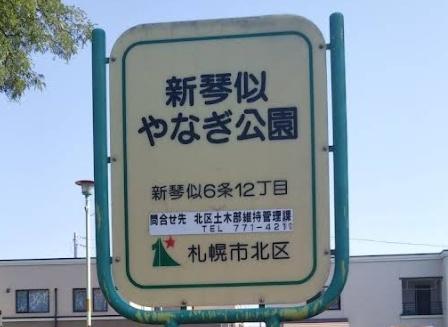 新琴似
やなぎ公園
新琴似6条12丁目
問合せ先 北区土木部維持管理課
TEL 771-4211
札幌市北区